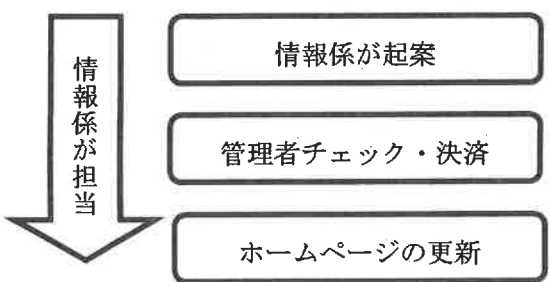 情報係が担当
情報係が起案
管理者チェック・決済
ホームページの更新